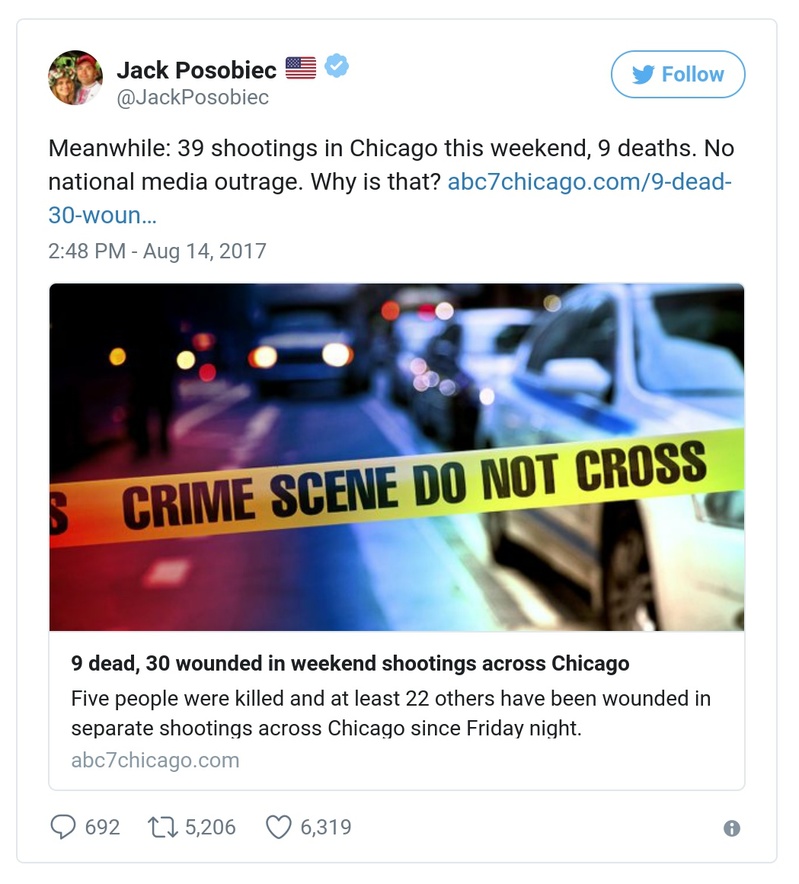 Jack Posobiec 🇺🇸
@JackPosobiec
Follow
Meanwhile: 39 shootings in Chicago this weekend, 9 deaths. No
national media outrage. Why is that? abc7chicago.com/9-dead-
30-woun…
2:48 PM - Aug 14, 2017
S CRIME SCENE DO NOT CROSS
9 dead, 30 wounded in weekend shootings across Chicago
Five people were killed and at least 22 others have been wounded in
separate shootings across Chicago since Friday night.
abc7chicago.com
692 5,206 6,319